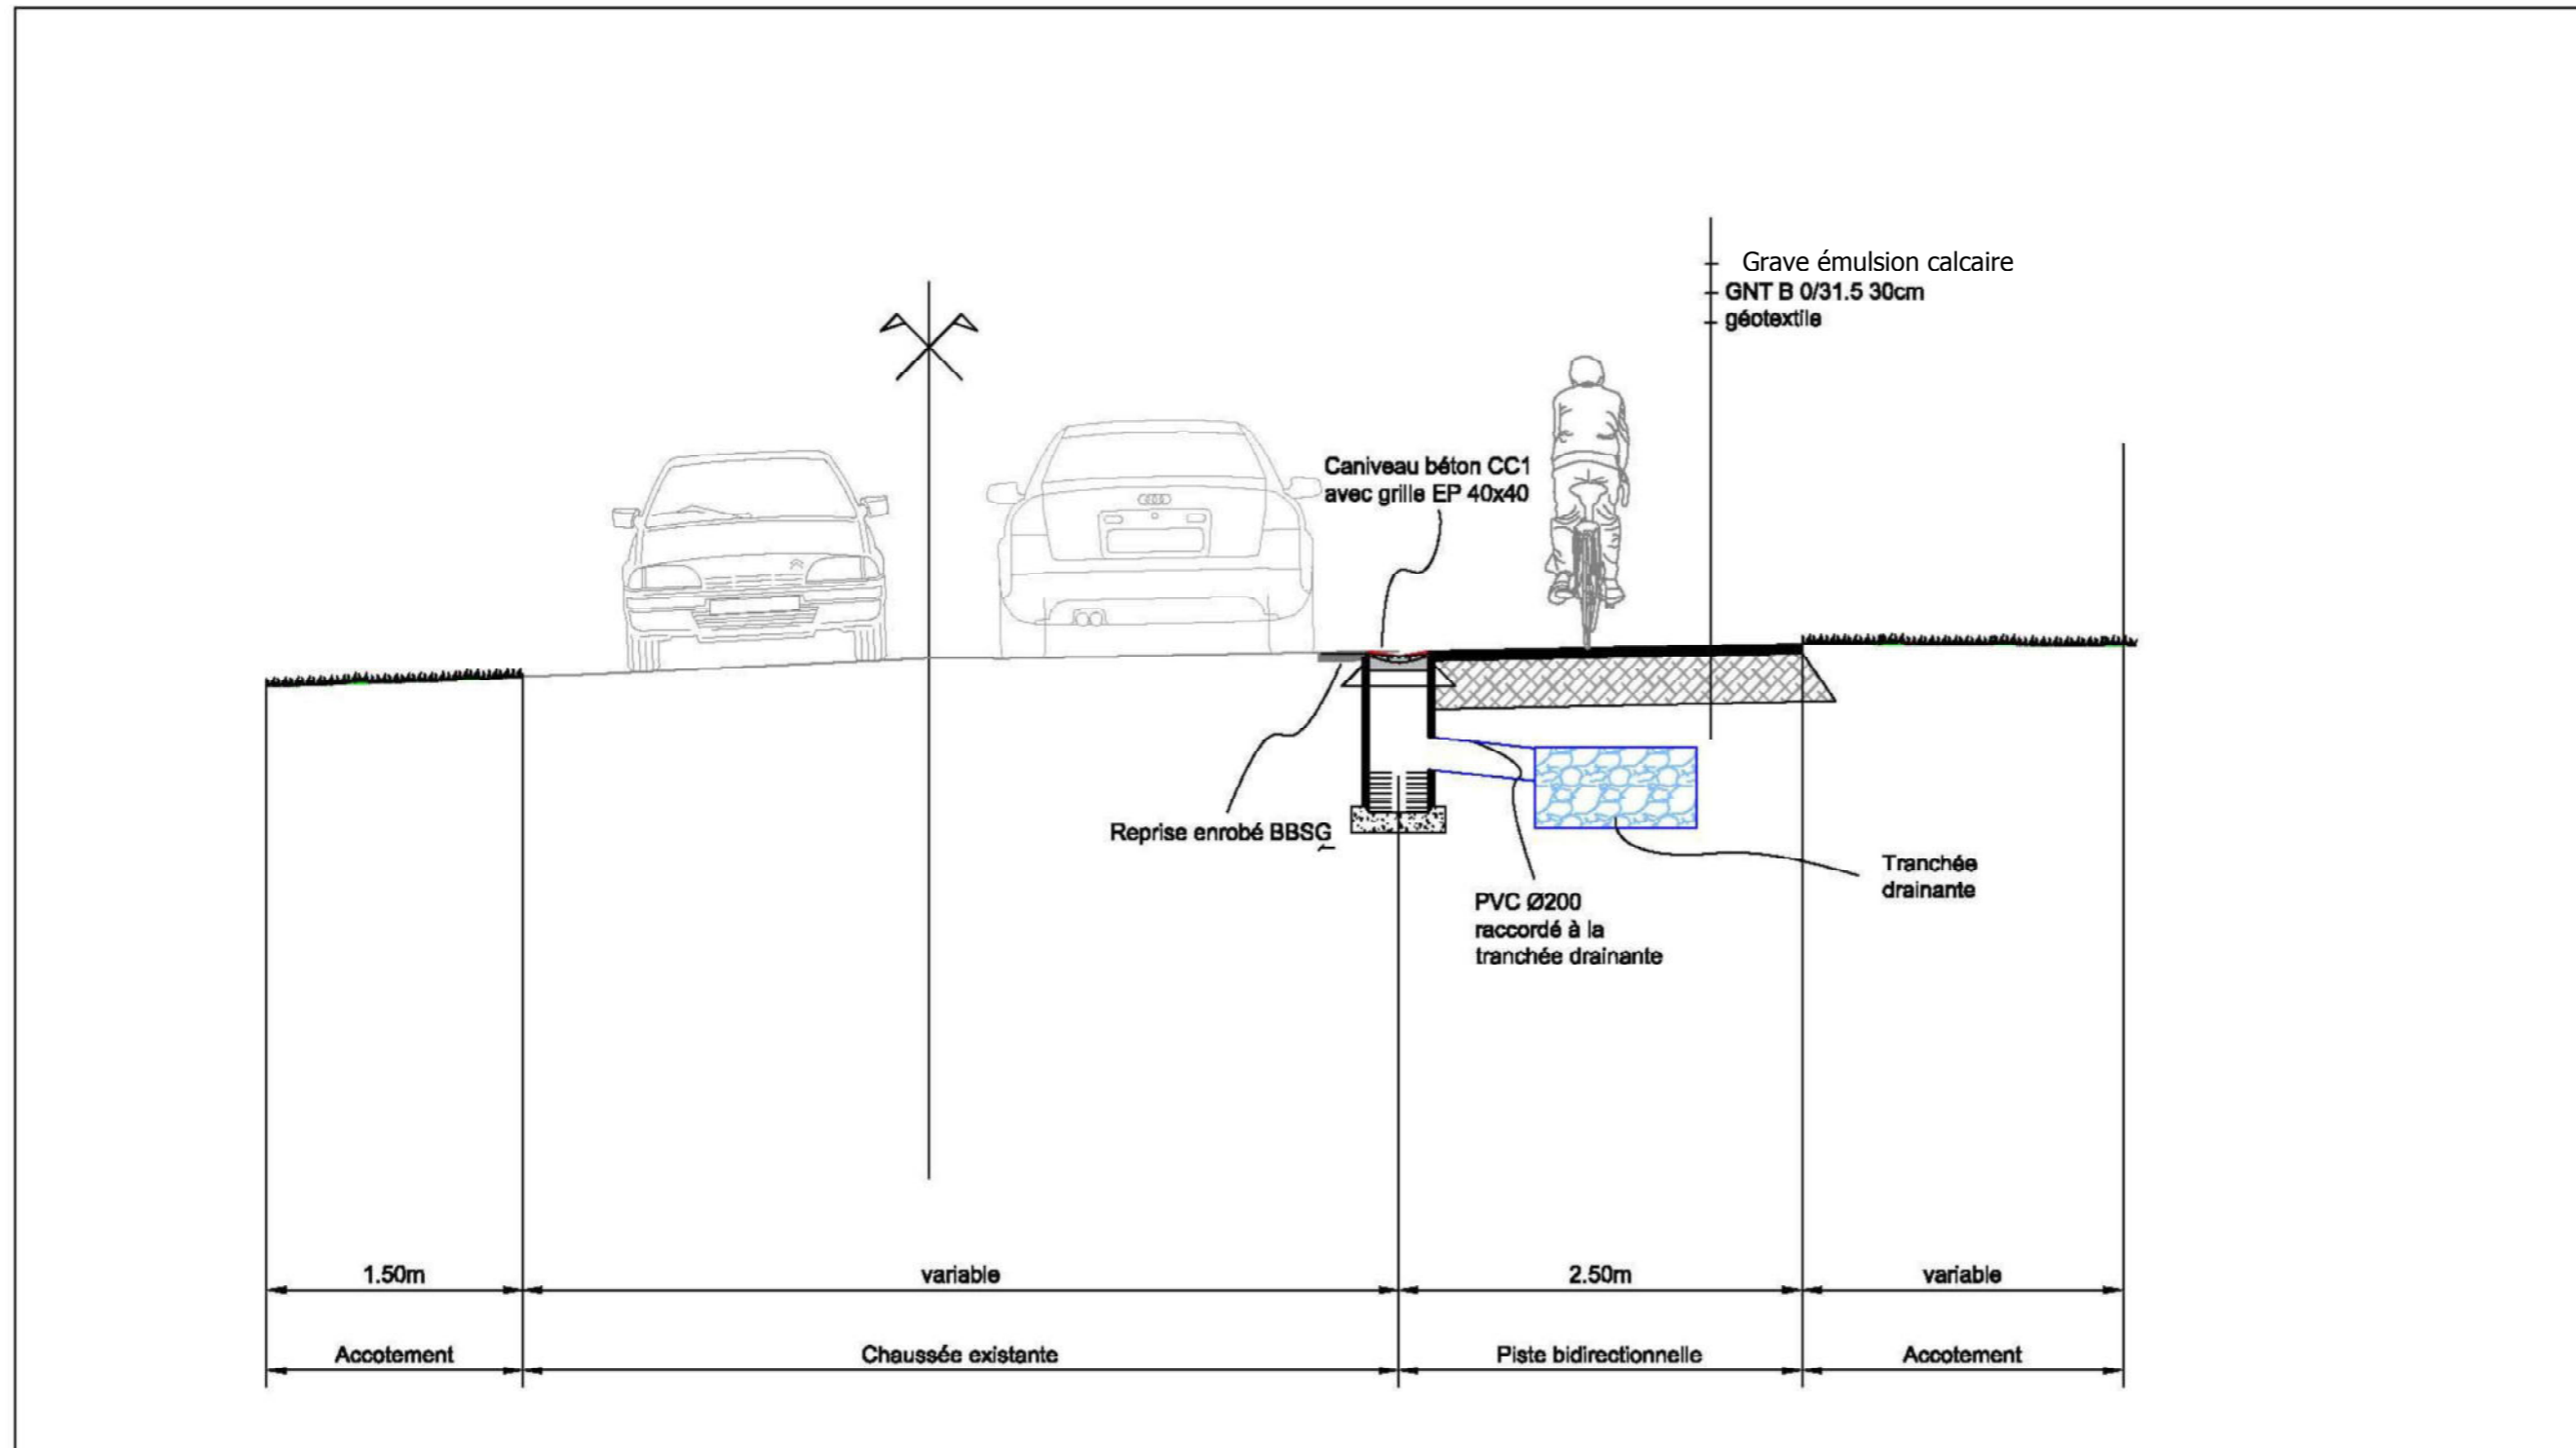 Grave émulsion calcaire
GNT B 0/31.5 30cm
géotextile
Caniveau béton CC1
avec grille EP 40x40
Reprise enrobé BBSG
Tranchée
drainante
PVC Ø200
raccordé à la
tranchée drainante
1.50m
variable
2.50m
variable
Accotement
Chaussée existante
Piste bidirectionnelle
Accotement